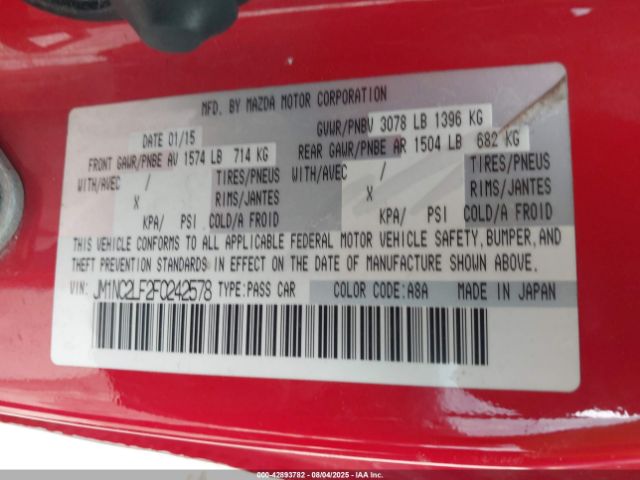 MFD. BY MAZDA MOTOR CORPORATION
DATE 01/15
GVWR/PNBV 3078 LB 1396 KG
FRONT GAWR/PNBE AV 1574 LB 714 KG
REAR GAWR/PNBE AR 1504 LB 682 KG
WITH/AVEC / TIRES/PNEUS
WITH/AVEC / TIRES/PNEUS
X RIMS/JANTES
X RIMS/JANTES
KPA/ PSI COLD/A FROID
KPA/ PSI COLD/A FROID
THIS VEHICLE CONFORMS TO ALL APPLICABLE FEDERAL MOTOR VEHICLE SAFETY, BUMPER, AND
THEFT PREVENTION STANDARDS IN EFFECT ON THE DATE OF MANUFACTURE SHOWN ABOVE.
VIN: JM1NC2LF2F0242578 TYPE:PASS CAR COLOR CODE:A8A MADE IN JAPAN
000-42893782 - 08/04/2025 - IAAI.COM